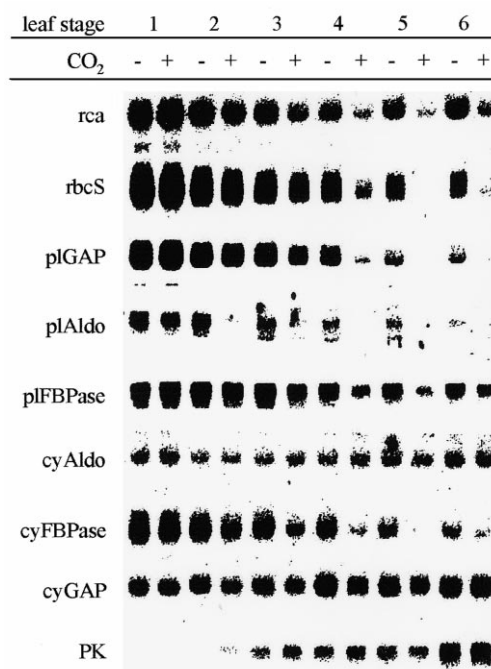 leaf stage 1 2 3 4 5 6
CO₂ - + - + - + - + - + - +
rca
rbcS
plGAP
plAldo
plFBPase
cyAldo
cyFBPase
cyGAP
PK